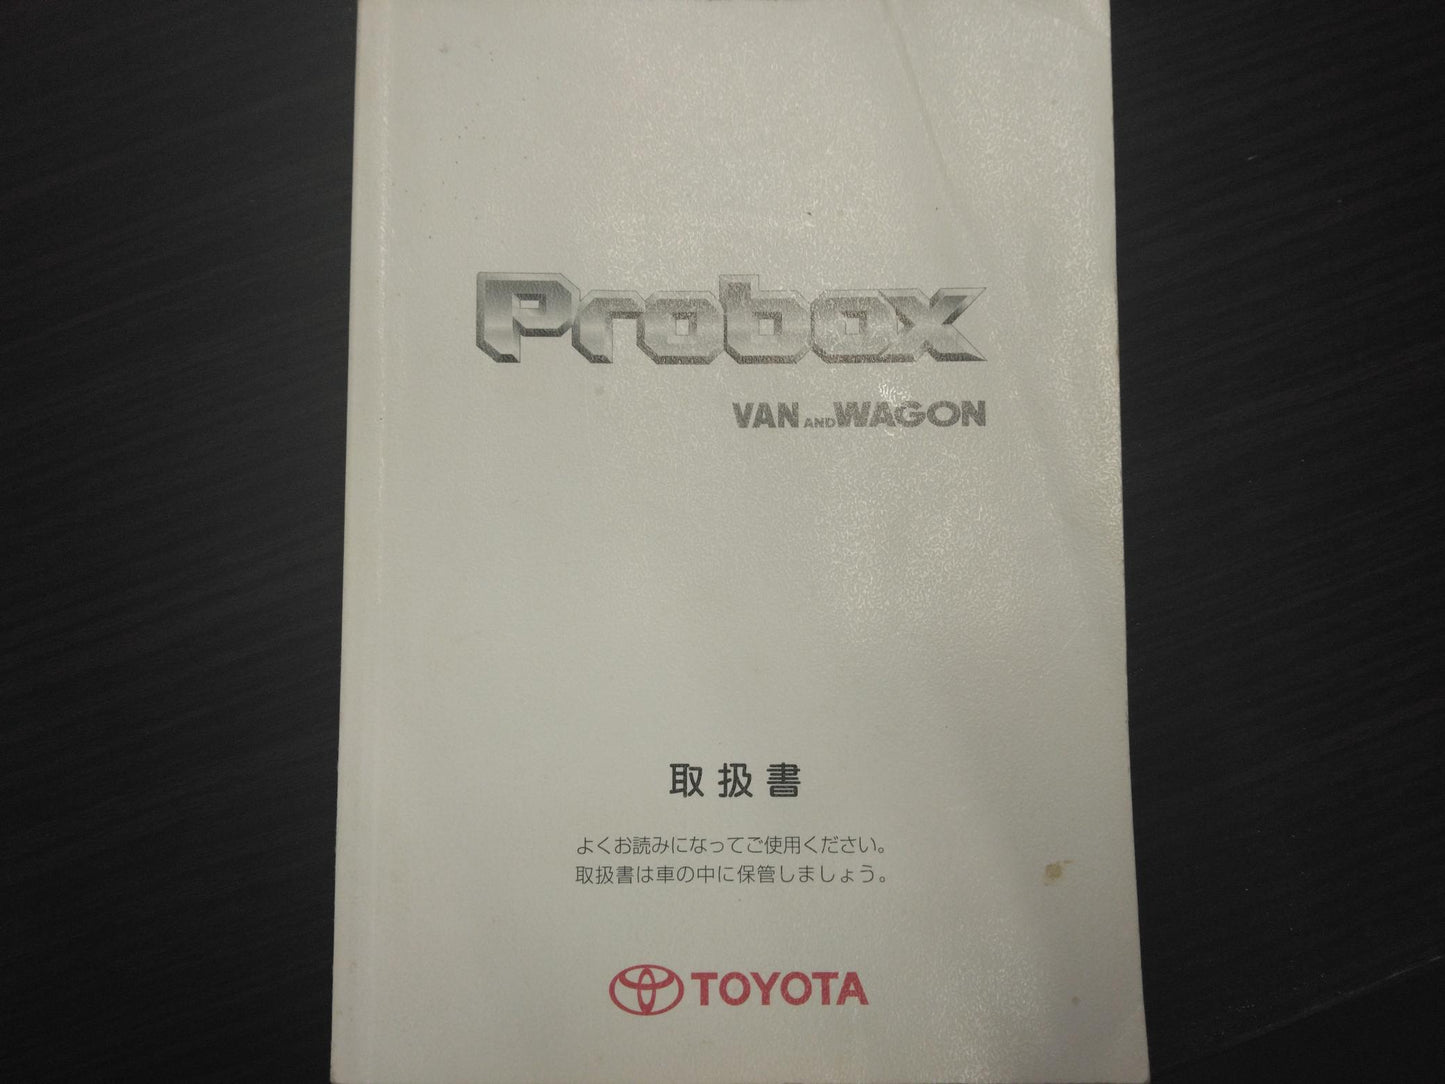 Probox
VAN AND WAGON
取扱書
よくお読みになってご使用ください。
取扱書は車の中に保管しましょう。
TOYOTA